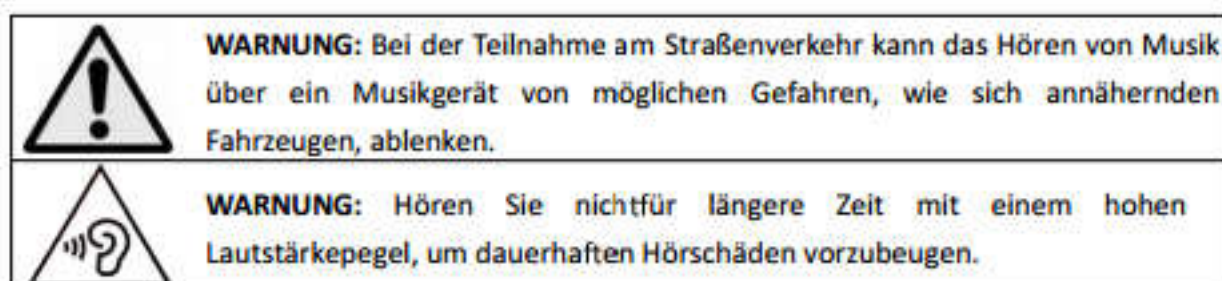 WARNUNG: Bei der Teilnahme am Straßenverkehr kann das Hören von Musik
über ein Musikgerät von möglichen Gefahren, wie sich annähernden
Fahrzeugen, ablenken.
WARNUNG: Hören Sie nichtfür längere Zeit mit einem hohen
Lautstärkepegel, um dauerhaften Hörschäden vorzubeugen.